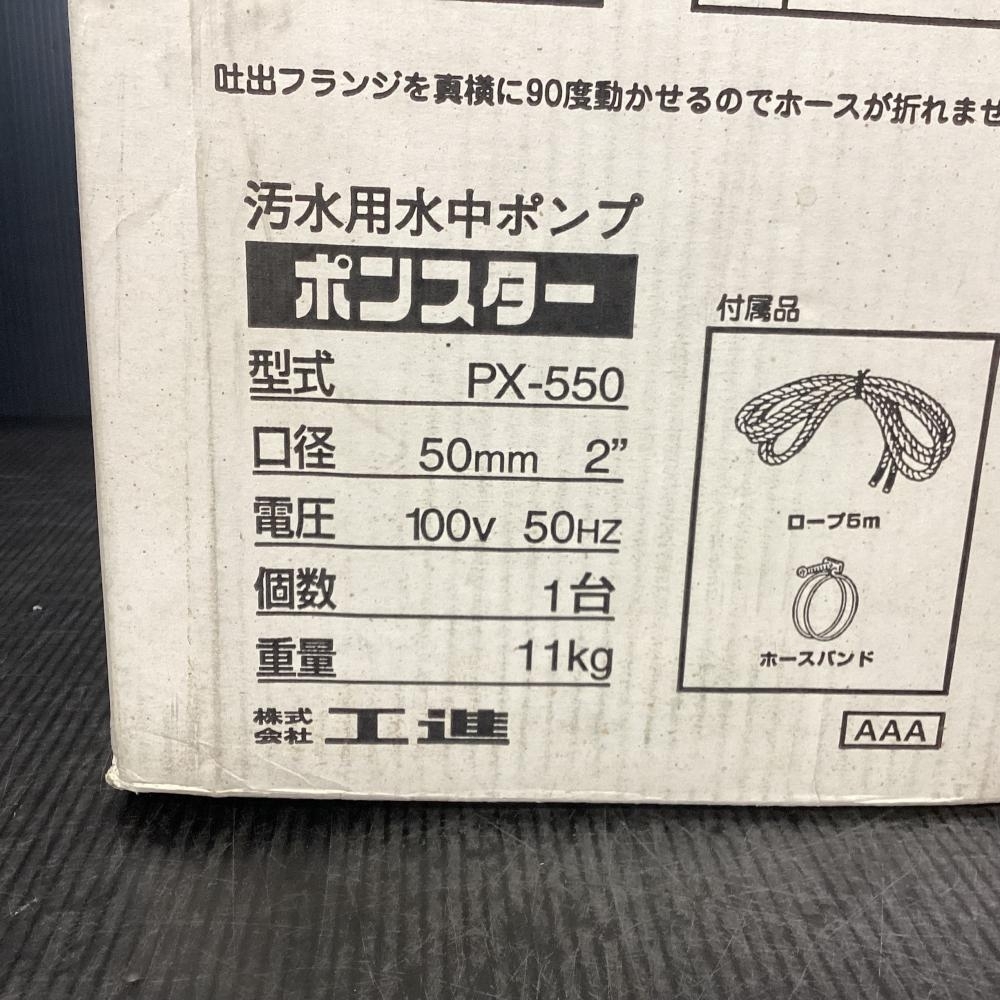 吐出フランジを真横に90度動かせるのでホースが折れませ
汚水用水中ポンプ
ポンスター
型式 PX-550
口径 50mm 2”
電圧 100V 50HZ
個数 1台
重量 11kg
株式会社 工進
付属品
ロープ5m
ホースバンド
AAA